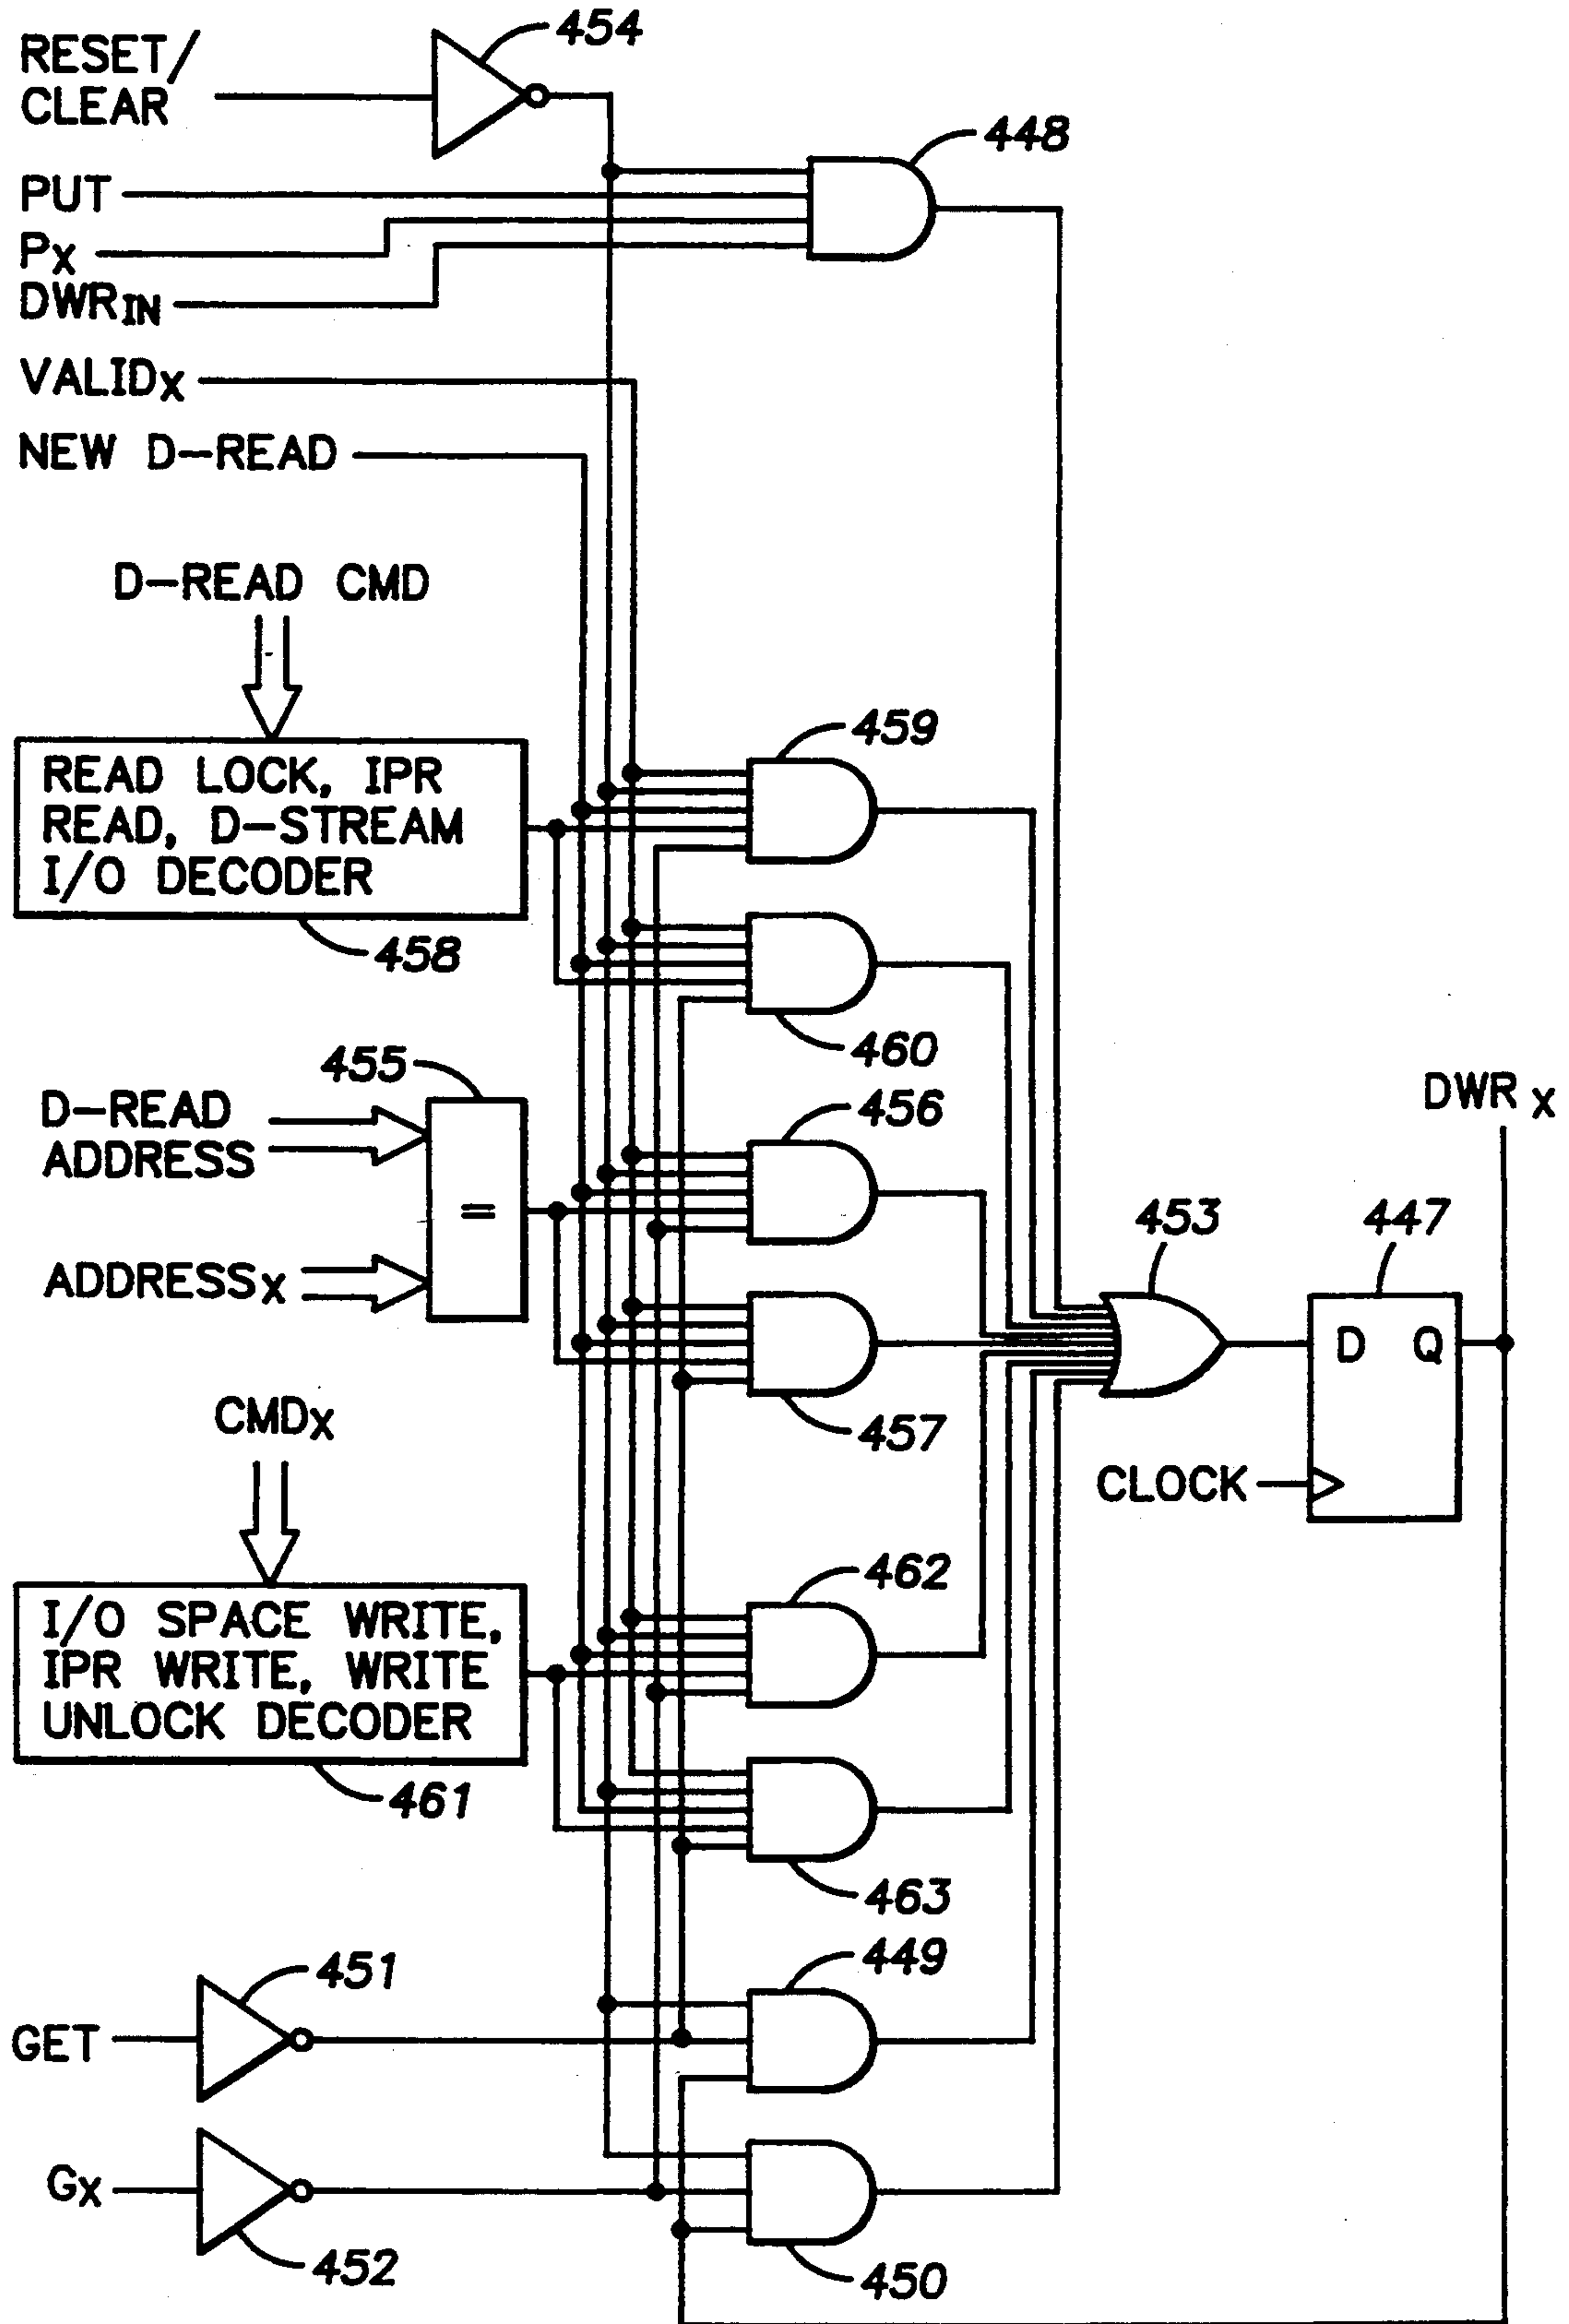 RESET/
CLEAR
454
448
PUT
PX
DWRIN
VALIDX
NEW D-READ
D-READ CMD
459
READ LOCK, IPR
READ, D-STREAM
I/O DECODER
458
460
455
D-READ
ADDRESS
456
DWR X
=
453
447
ADDRESSX
D Q
457
CMDX
CLOCK
462
I/O SPACE WRITE,
IPR WRITE, WRITE
UNLOCK DECODER
461
463
449
451
GET
GX
452
450